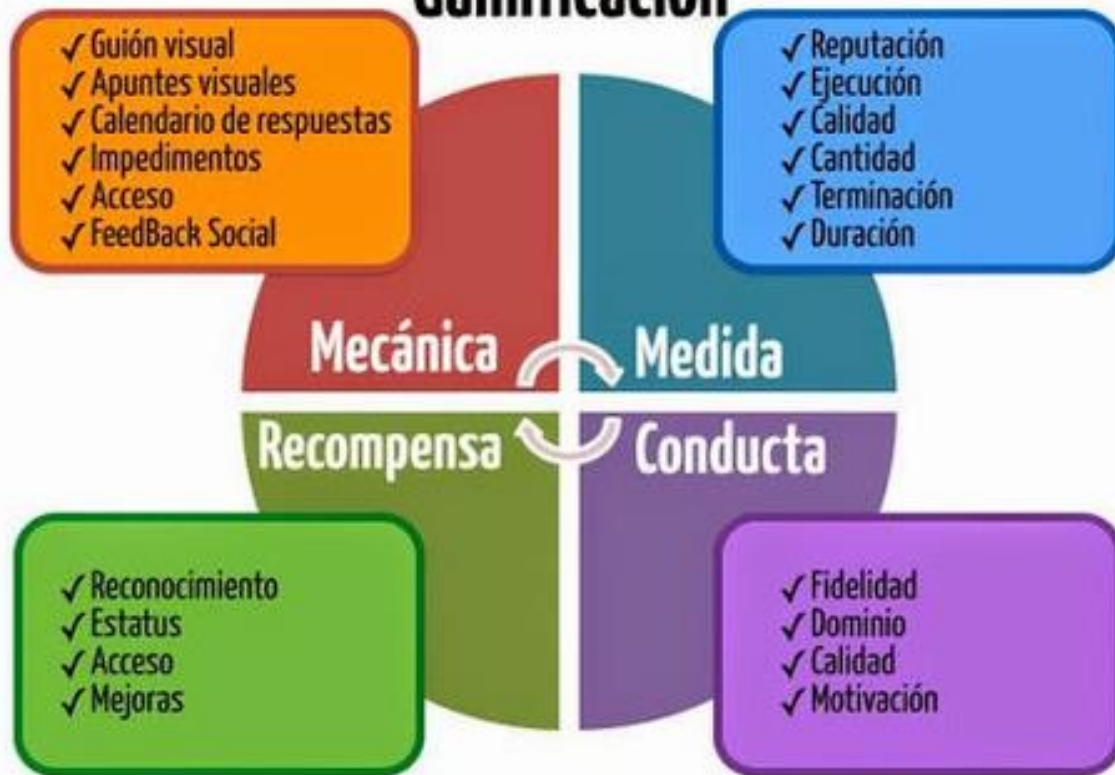 Gamificación
✓ Guión visual
✓ Apuntes visuales
✓ Calendario de respuestas
✓ Impedimentos
✓ Acceso
✓ FeedBack Social
✓ Reputación
✓ Ejecución
✓ Calidad
✓ Cantidad
✓ Terminación
✓ Duración
Mecánica
Medida
Recompensa
Conducta
✓ Reconocimiento
✓ Estatus
✓ Acceso
✓ Mejoras
✓ Fidelidad
✓ Dominio
✓ Calidad
✓ Motivación